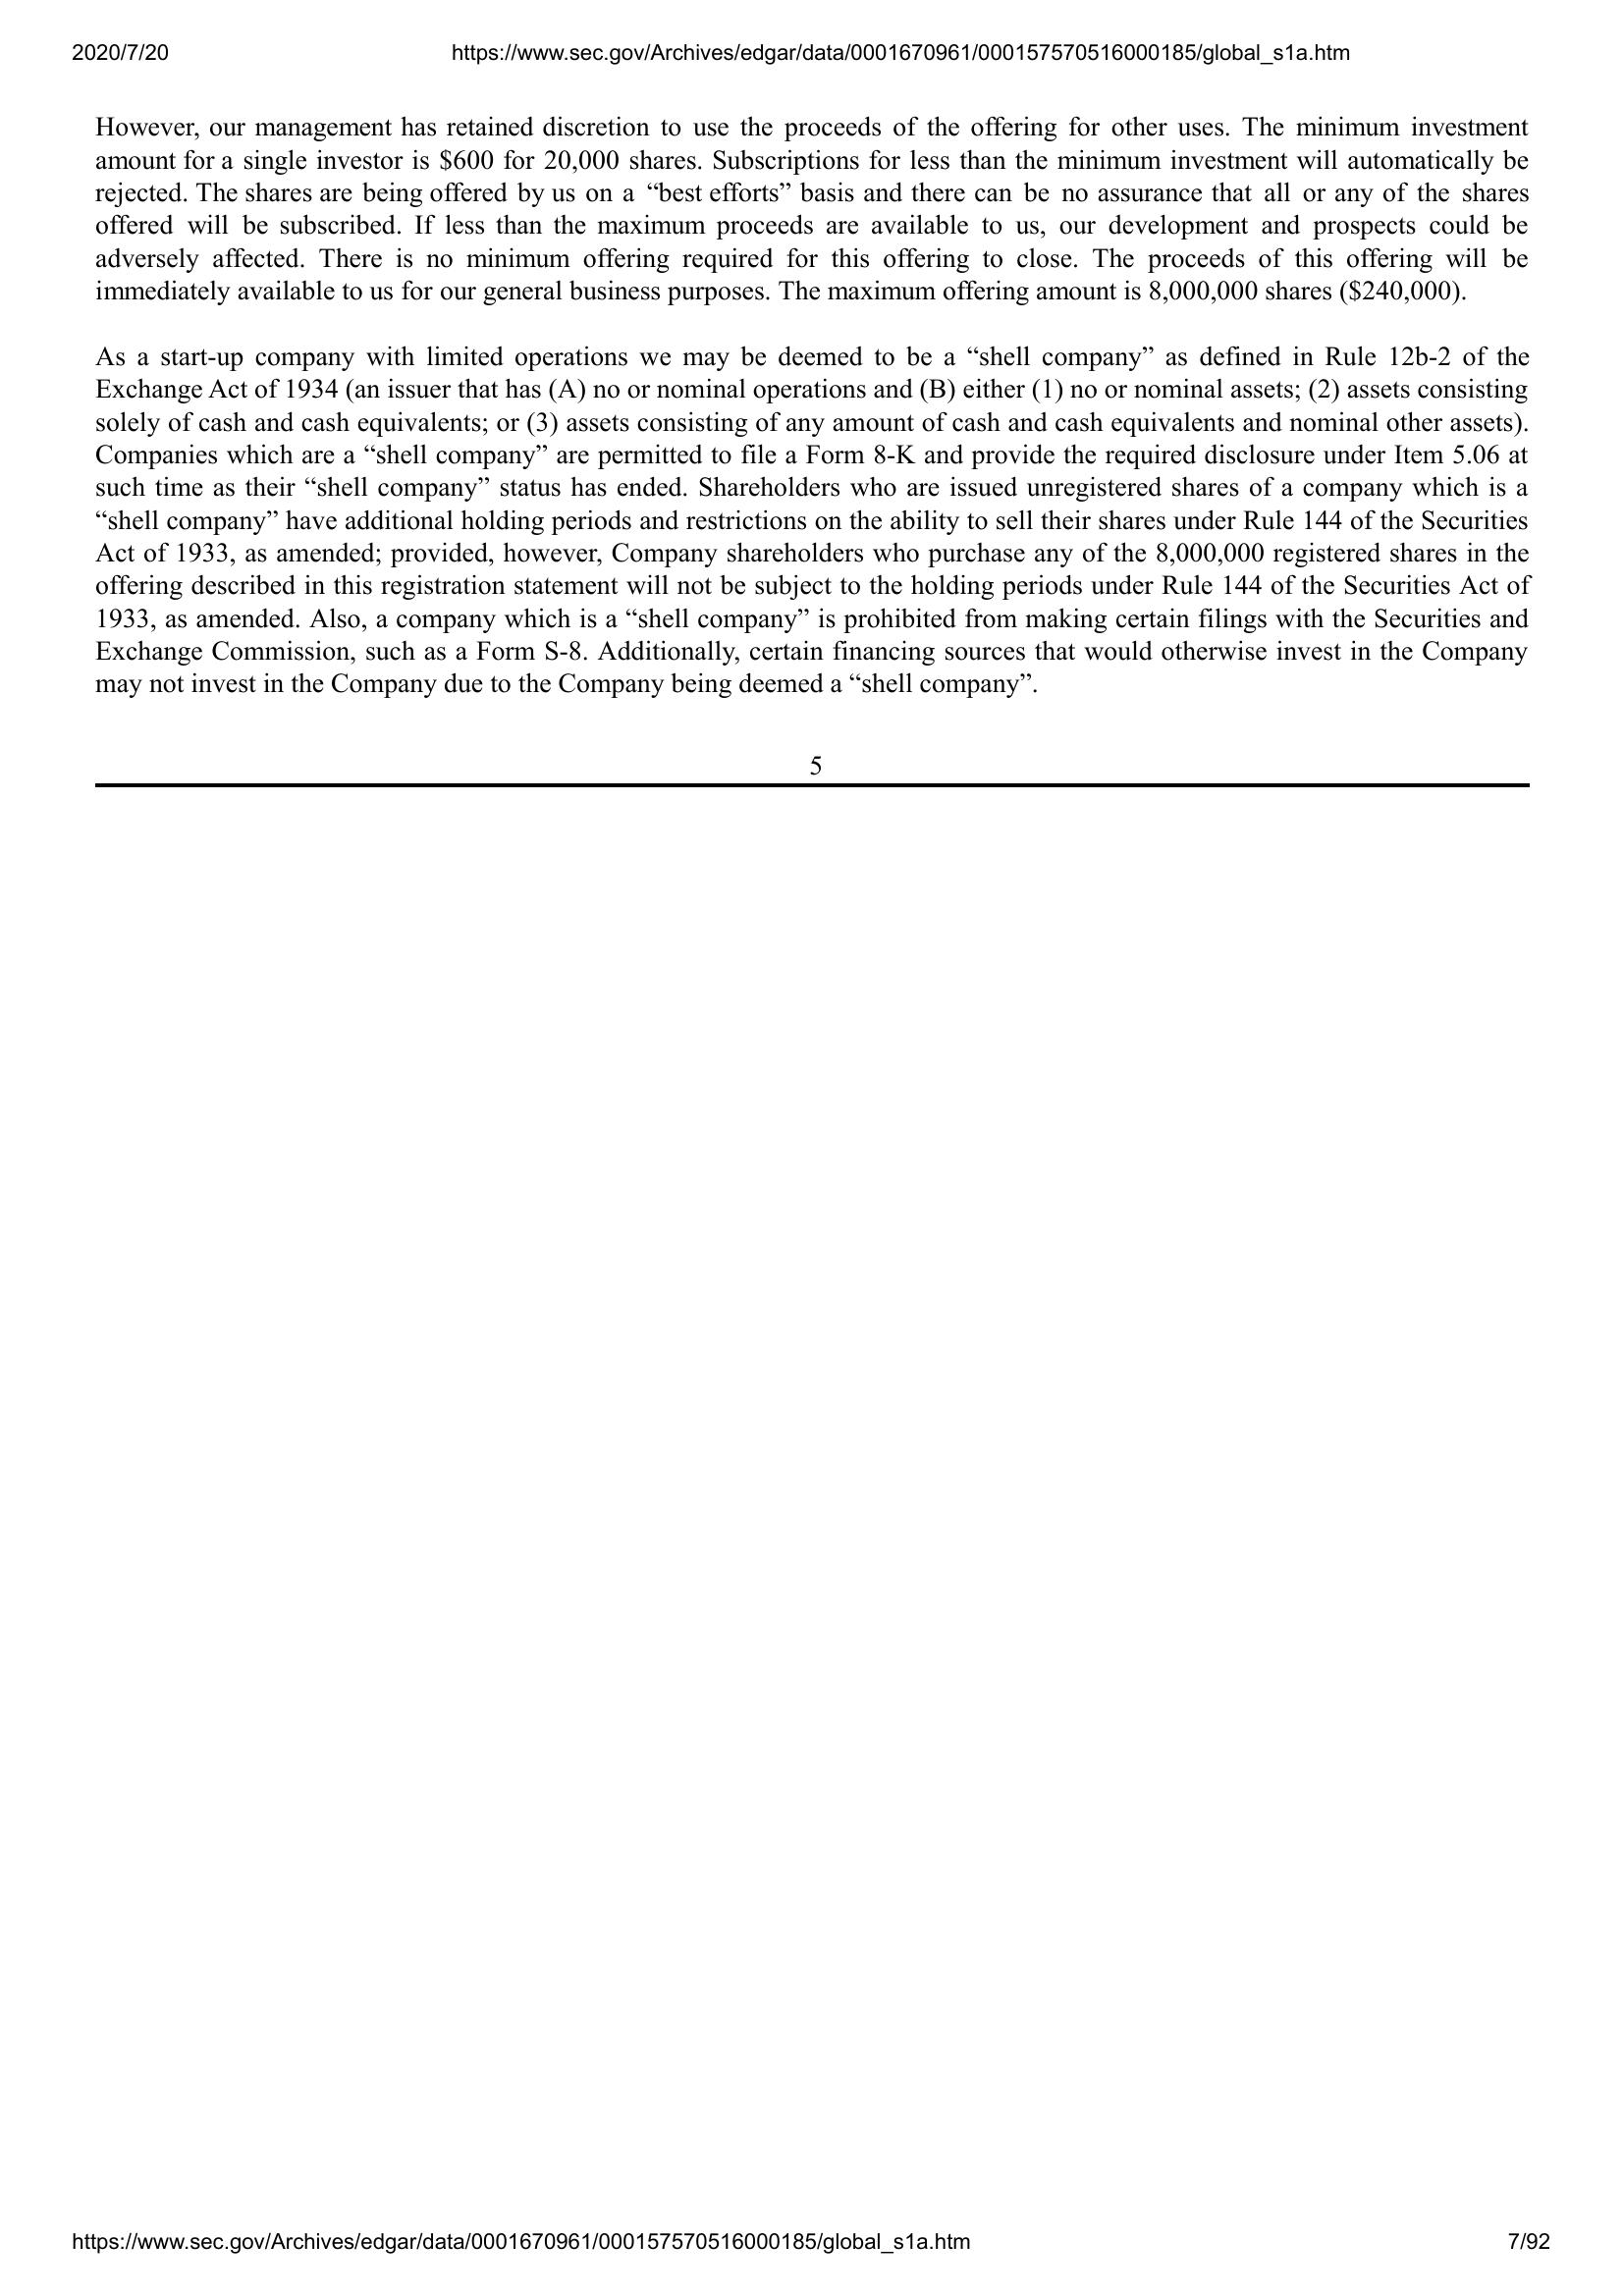 2020/7/20 https://www.sec.gov/Archives/edgar/data/0001670961/000157570516000185/global_s1a.htm
However, our management has retained discretion to use the proceeds of the offering for other uses. The minimum investment
amount for a single investor is $600 for 20,000 shares. Subscriptions for less than the minimum investment will automatically be
rejected. The shares are being offered by us on a “best efforts” basis and there can be no assurance that all or any of the shares
offered will be subscribed. If less than the maximum proceeds are available to us, our development and prospects could be
adversely affected. There is no minimum offering required for this offering to close. The proceeds of this offering will be
immediately available to us for our general business purposes. The maximum offering amount is 8,000,000 shares ($240,000).
As a start-up company with limited operations we may be deemed to be a “shell company” as defined in Rule 12b-2 of the
Exchange Act of 1934 (an issuer that has (A) no or nominal operations and (B) either (1) no or nominal assets; (2) assets consisting
solely of cash and cash equivalents; or (3) assets consisting of any amount of cash and cash equivalents and nominal other assets).
Companies which are a “shell company” are permitted to file a Form 8-K and provide the required disclosure under Item 5.06 at
such time as their “shell company” status has ended. Shareholders who are issued unregistered shares of a company which is a
“shell company” have additional holding periods and restrictions on the ability to sell their shares under Rule 144 of the Securities
Act of 1933, as amended; provided, however, Company shareholders who purchase any of the 8,000,000 registered shares in the
offering described in this registration statement will not be subject to the holding periods under Rule 144 of the Securities Act of
1933, as amended. Also, a company which is a “shell company” is prohibited from making certain filings with the Securities and
Exchange Commission, such as a Form S-8. Additionally, certain financing sources that would otherwise invest in the Company
may not invest in the Company due to the Company being deemed a “shell company”.
5
https://www.sec.gov/Archives/edgar/data/0001670961/000157570516000185/global_s1a.htm 7/92